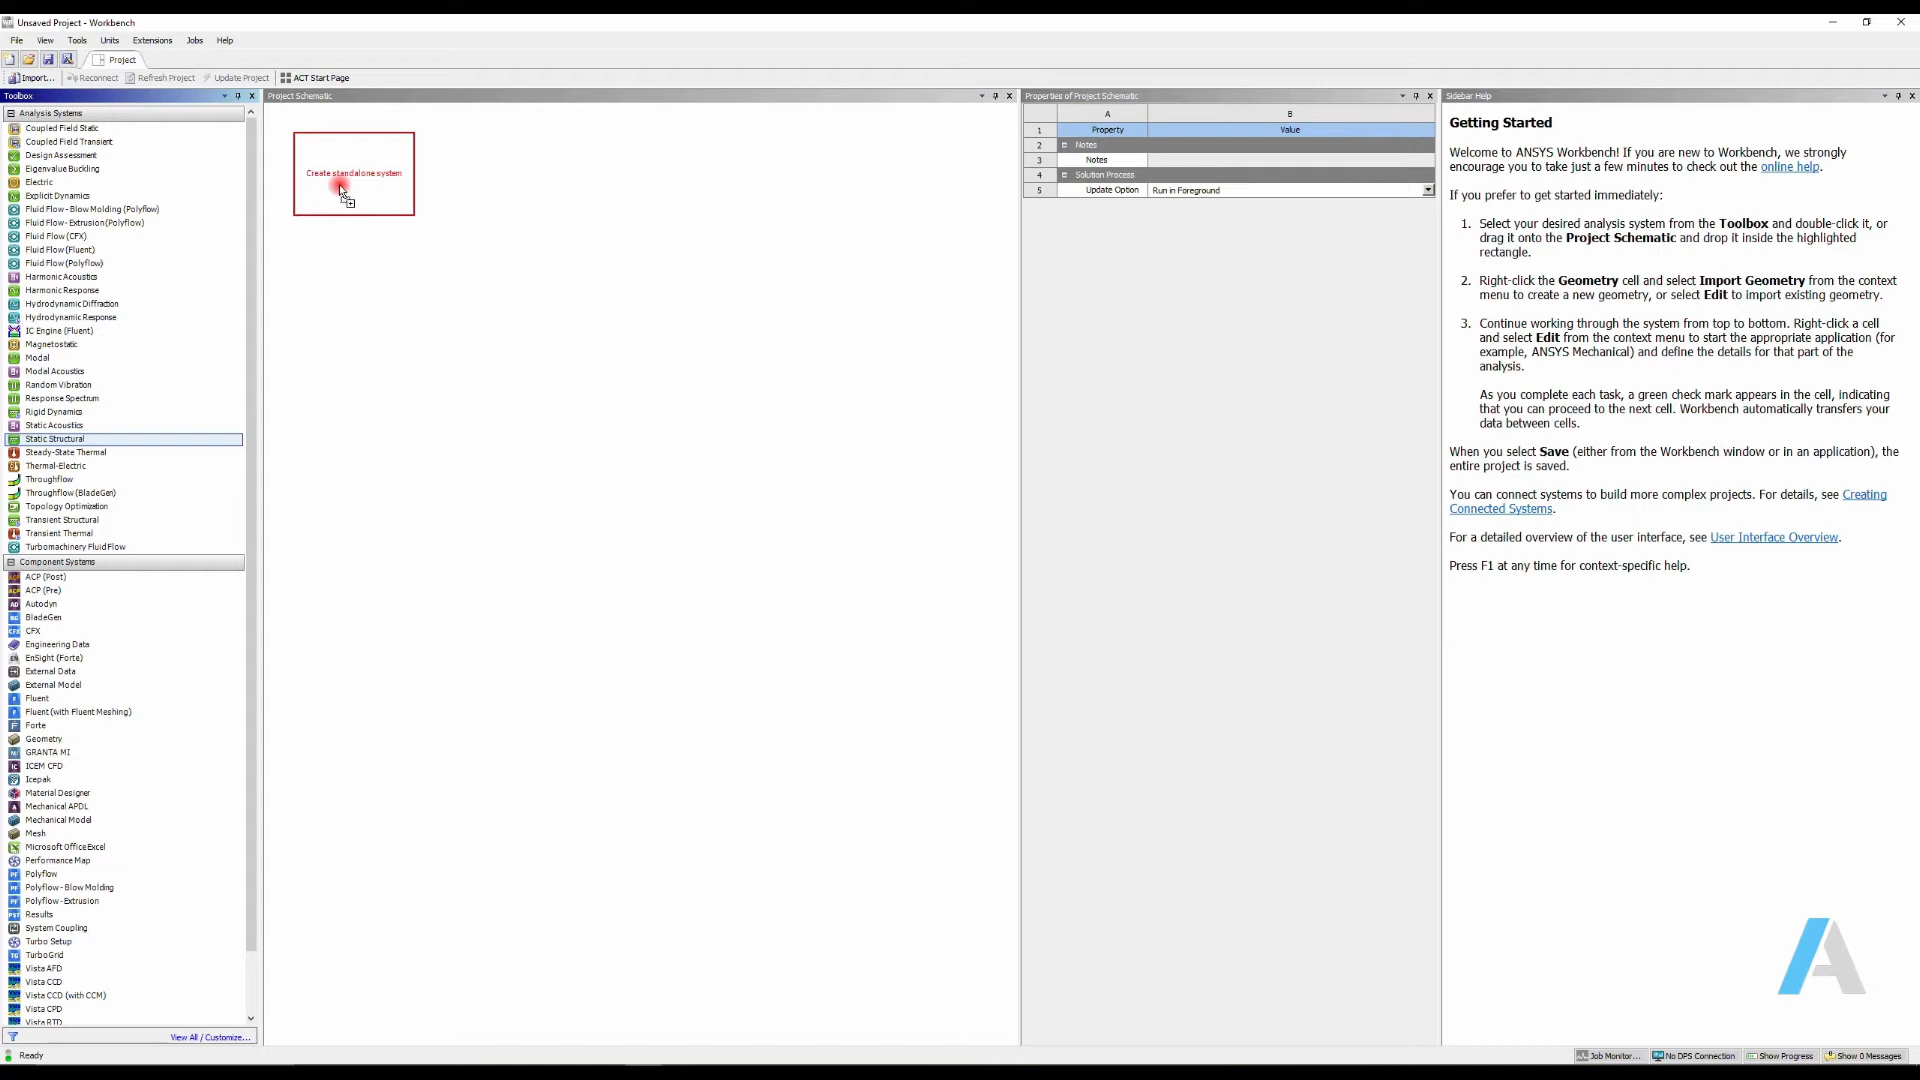 Unsaved Project - Workbench
File View Tools Units Extensions Jobs Help
Project
Import... Reconnect Refresh Project Update Project ACT Start Page
Toolbox
Analysis Systems
Coupled Field Static
Coupled Field Transient
Design Assessment
Eigenvalue Buckling
Electric
Explicit Dynamics
Fluid Flow - Blow Molding (Polyflow)
Fluid Flow - Extrusion (Polyflow)
Fluid Flow (CFX)
Fluid Flow (Fluent)
Fluid Flow (Polyflow)
Harmonic Acoustics
Harmonic Response
Hydrodynamic Diffraction
Hydrodynamic Response
IC Engine (Fluent)
Magnetostatic
Modal
Modal Acoustics
Random Vibration
Response Spectrum
Rigid Dynamics
Static Acoustics
Static Structural
Steady-State Thermal
Thermal-Electric
Throughflow
Throughflow (BladeGen)
Topology Optimization
Transient Structural
Transient Thermal
Turbomachinery Fluid Flow
Component Systems
ACP (Post)
ACP (Pre)
Autodyn
BladeGen
CFX
Engineering Data
EnSight (Forte)
External Data
External Model
Fluent
Fluent (with Fluent Meshing)
Forte
Geometry
GRANTA MI
ICEM CFD
Icepak
Material Designer
Mechanical APDL
Mechanical Model
Mesh
Microsoft Office Excel
Performance Map
Polyflow
Polyflow - Blow Molding
Polyflow - Extrusion
Results
System Coupling
Turbo Setup
TurboGrid
Vista AFD
Vista CCD
Vista CCD (with CCM)
Vista CPD
Vista RTD
View All / Customize...
Project Schematic
Create standalone system
Properties of Project Schematic
A B
1 Property Value
2 Notes
3 Notes
4 Solution Process
5 Update Option Run in Foreground
Sidebar Help
Getting Started
Welcome to ANSYS Workbench! If you are new to Workbench, we strongly
encourage you to take just a few minutes to check out the online help.
If you prefer to get started immediately:
1. Select your desired analysis system from the Toolbox and double-click it, or
drag it onto the Project Schematic and drop it inside the highlighted
rectangle.
2. Right-click the Geometry cell and select Import Geometry from the context
menu to create a new geometry, or select Edit to import existing geometry.
3. Continue working through the system from top to bottom. Right-click a cell
and select Edit from the context menu to start the appropriate application (for
example, ANSYS Mechanical) and define the details for that part of the
analysis.
As you complete each task, a green check mark appears in the cell, indicating
that you can proceed to the next cell. Workbench automatically transfers your
data between cells.
When you select Save (either from the Workbench window or in an application), the
entire project is saved.
You can connect systems to build more complex projects. For details, see Creating
Connected Systems.
For a detailed overview of the user interface, see User Interface Overview.
Press F1 at any time for context-specific help.
Ready
Job Monitor... No DPS Connection Show Progress Show 0 Messages